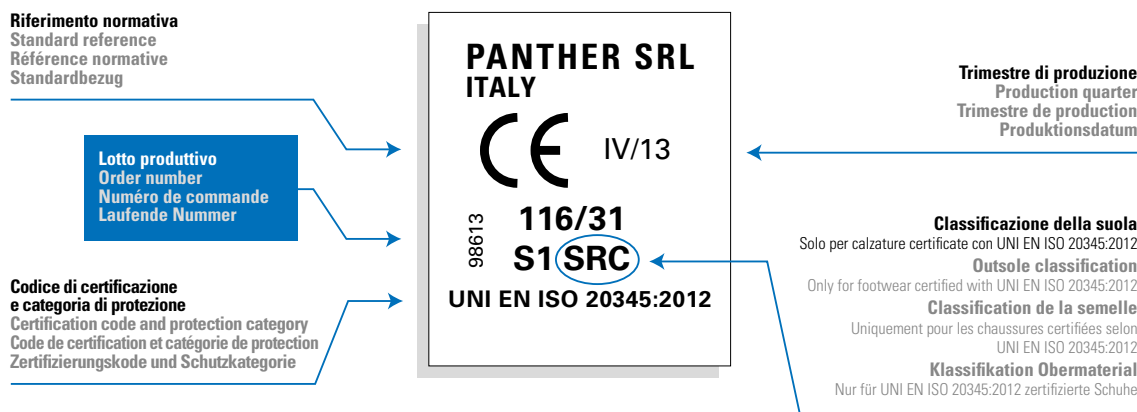 Riferimento normativa
Standard reference
Référence normative
Standardbezug
Lotto produttivo
Order number
Numéro de commande
Laufende Nummer
Codice di certificazione
e categoria di protezione
Certification code and protection category
Code de certification et catégorie de protection
Zertifizierungskode und Schutzkategorie
PANTHER SRL
ITALY
CE IV/13
98613
116/31
S1 SRC
UNI EN ISO 20345:2012
Trimestre di produzione
Production quarter
Trimestre de production
Produktionsdatum
Classificazione della suola
Solo per calzature certificate con UNI EN ISO 20345:2012
Outsole classification
Only for footwear certified with UNI EN ISO 20345:2012
Classification de la semelle
Uniquement pour les chaussures certifiées selon
UNI EN ISO 20345:2012
Klassifikation Obermaterial
Nur für UNI EN ISO 20345:2012 zertifizierte Schuhe